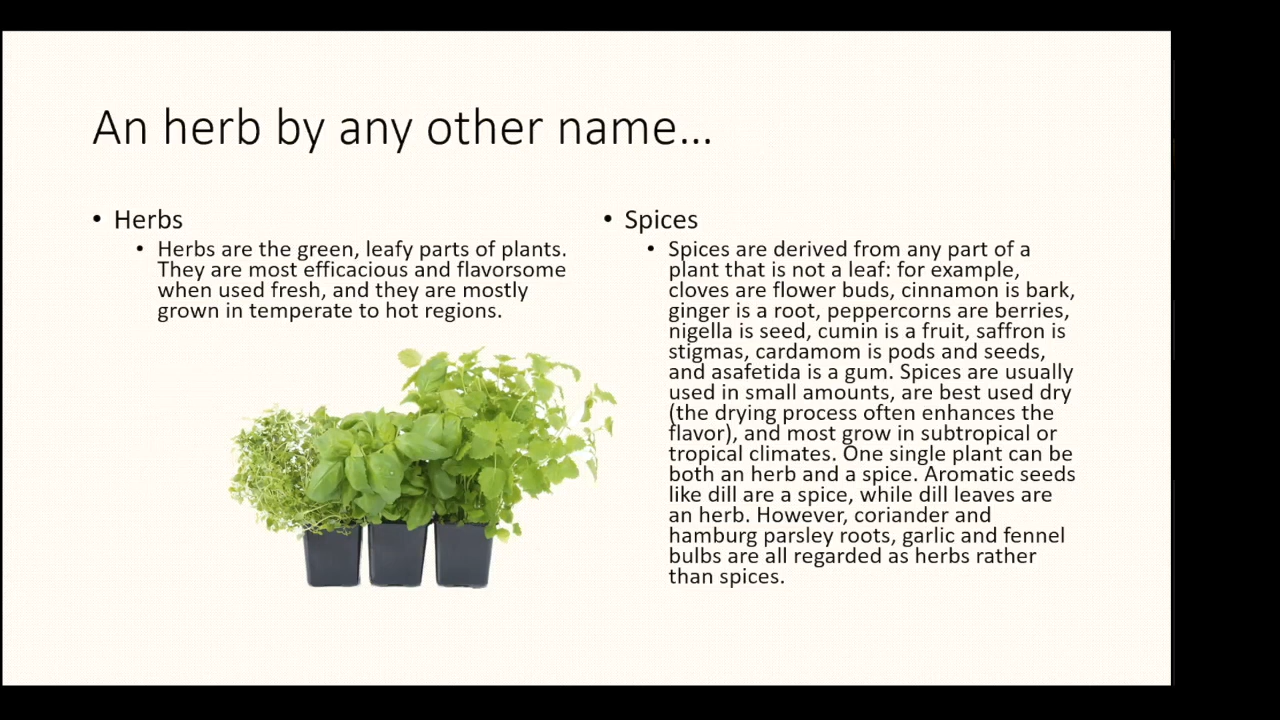 An herb by any other name...
• Herbs
• Herbs are the green, leafy parts of plants.
They are most efficacious and flavorsome
when used fresh, and they are mostly
grown in temperate to hot regions.
• Spices
• Spices are derived from any part of a
plant that is not a leaf: for example,
cloves are flower buds, cinnamon is bark,
ginger is a root, peppercorns are berries,
nigella is seed, cumin is a fruit, saffron is
stigmas, cardamom is pods and seeds,
and asafetida is a gum. Spices are usually
used in small amounts, are best used dry
(the drying process often enhances the
flavor), and most grow in subtropical or
tropical climates. One single plant can be
both an herb and a spice. Aromatic seeds
like dill are a spice, while dill leaves are
an herb. However, coriander and
hamburg parsley roots, garlic and fennel
bulbs are all regarded as herbs rather
than spices.